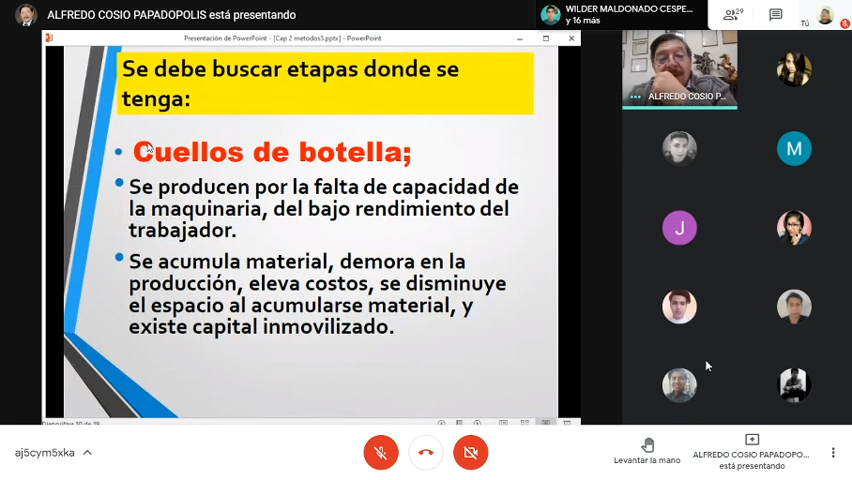 ALFREDO COSIO PAPADOPOLIS está presentando
WILDER MALDONADO CESPE...
y 16 más
29
Tú
Presentación de PowerPoint - [Cap 2 metodos3.pptx] - PowerPoint
Se debe buscar etapas donde se
tenga:
• Cuellos de botella;
• Se producen por la falta de capacidad de
la maquinaria, del bajo rendimiento del
trabajador.
• Se acumula material, demora en la
producción, eleva costos, se disminuye
el espacio al acumularse material, y
existe capital inmovilizado.
ALFREDO COSIO P...
M
J
aj5cym5xka
Levantar la mano
ALFREDO COSIO PAPADOPO...
está presentando